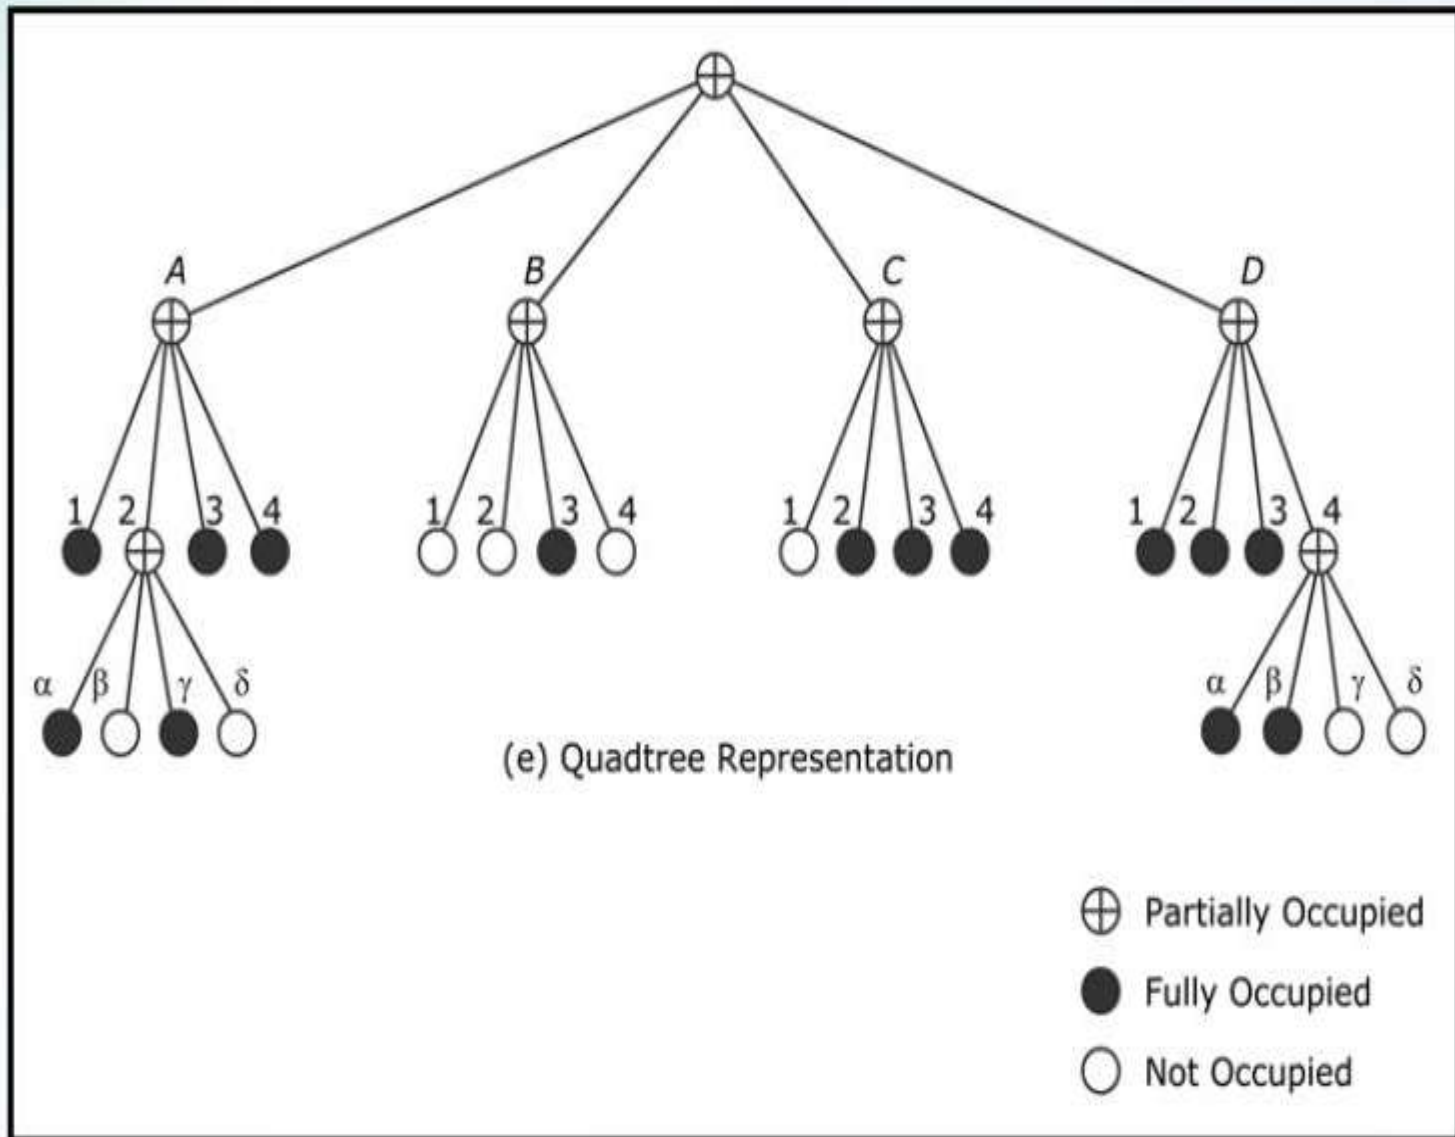 A B C D
1 2 3 4 1 2 3 4 1 2 3 4 1 2 3 4
α β γ δ α β γ δ
(e) Quadtree Representation
Partially Occupied
Fully Occupied
Not Occupied